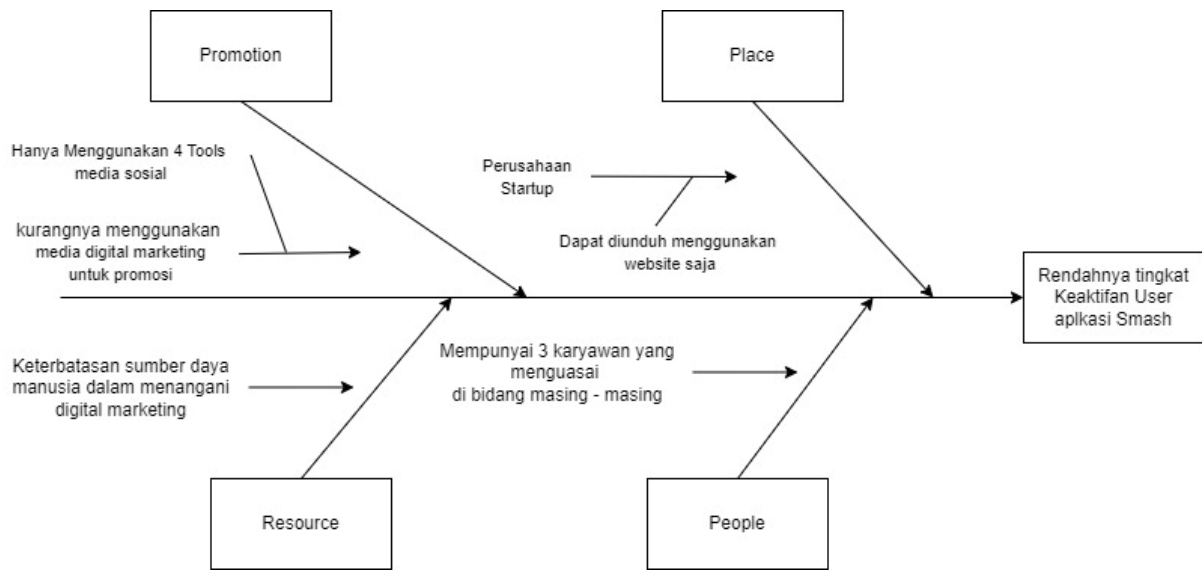 Promotion
Place
Hanya Menggunakan 4 Tools
media sosial
kurangnya menggunakan
media digital marketing
untuk promosi
Perusahaan
Startup
Dapat diunduh menggunakan
website saja
Rendahnya tingkat
Keaktifan User
aplkasi Smash
Keterbatasan sumber daya
manusia dalam menangani
digital marketing
Mempunyai 3 karyawan yang
menguasai
di bidang masing - masing
Resource
People